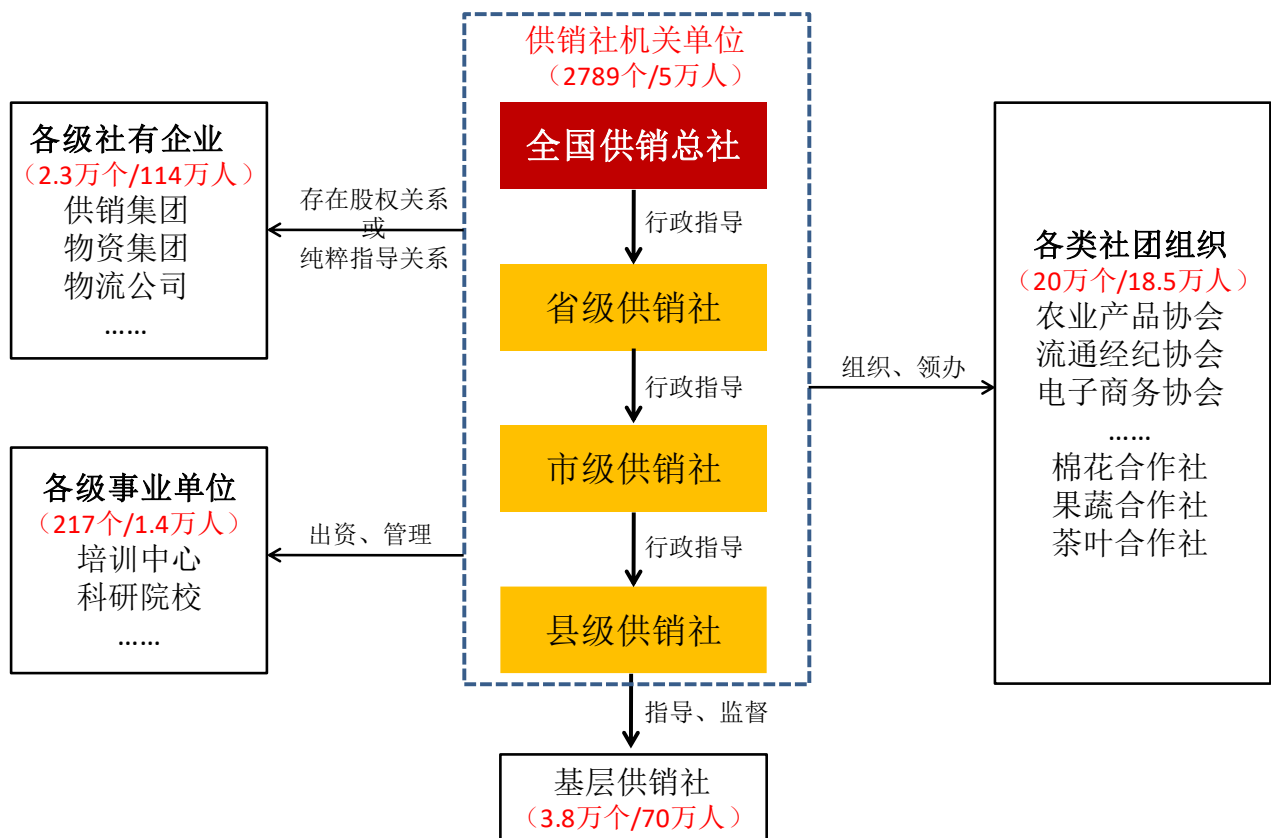 供销社机关单位
（2789个/5万人）
全国供销总社
行政指导
省级供销社
行政指导
市级供销社
行政指导
县级供销社
指导、监督
基层供销社
（3.8万个/70万人）
各级社有企业
（2.3万个/114万人）
供销集团
物资集团
物流公司
……
存在股权关系
或
纯粹指导关系
各级事业单位
（217个/1.4万人）
培训中心
科研院校
……
出资、管理
组织、领办
各类社团组织
（20万个/18.5万人）
农业产品协会
流通经纪协会
电子商务协会
……
棉花合作社
果蔬合作社
茶叶合作社